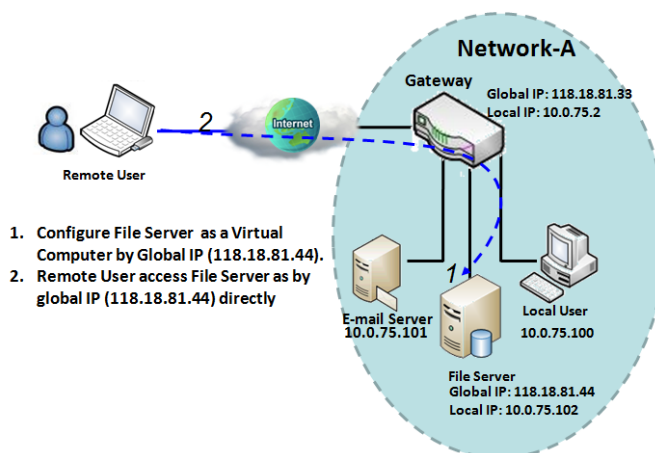 Network-A
Gateway
Global IP: 118.18.81.33
Local IP: 10.0.75.2
2
Internet
Remote User
1. Configure File Server as a Virtual
Computer by Global IP (118.18.81.44).
2. Remote User access File Server as by
global IP (118.18.81.44) directly
1
E-mail Server
10.0.75.101
Local User
10.0.75.100
File Server
Global IP: 118.18.81.44
Local IP: 10.0.75.102